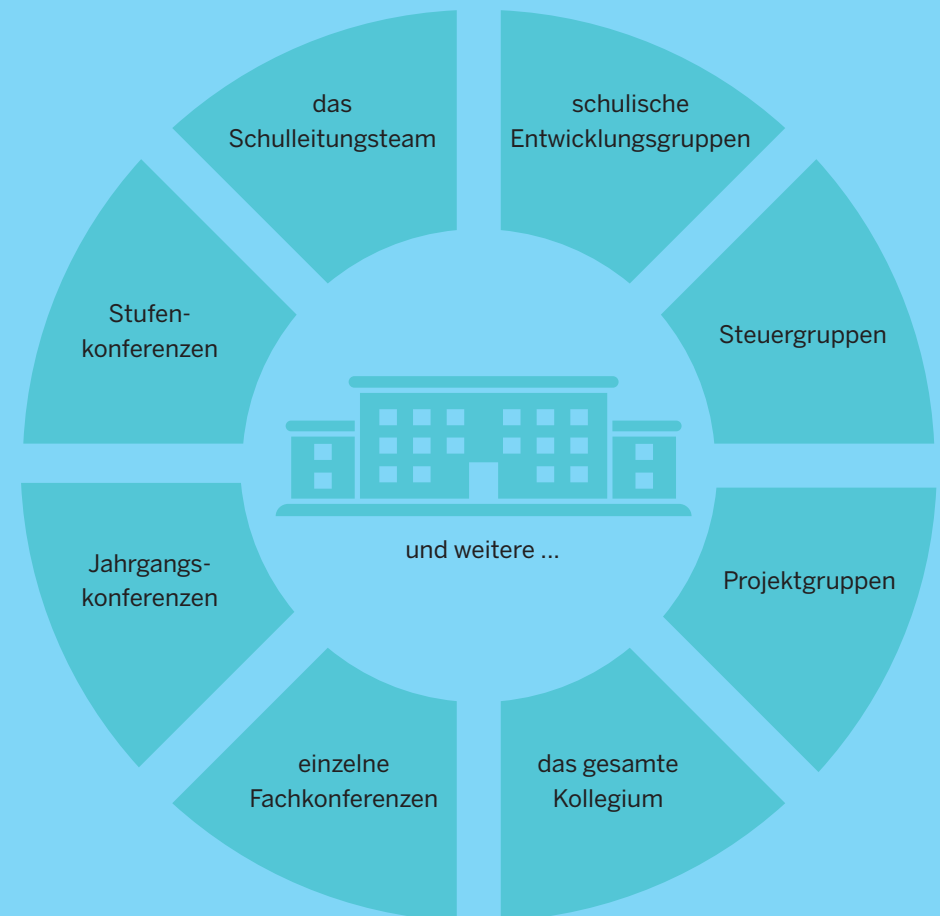 das
Schulleitungsteam
schulische
Entwicklungsgruppen
Stufen-
konferenzen
Steuergruppen
und weitere ...
Jahrgangs-
konferenzen
Projektgruppen
einzelne
Fachkonferenzen
das gesamte
Kollegium